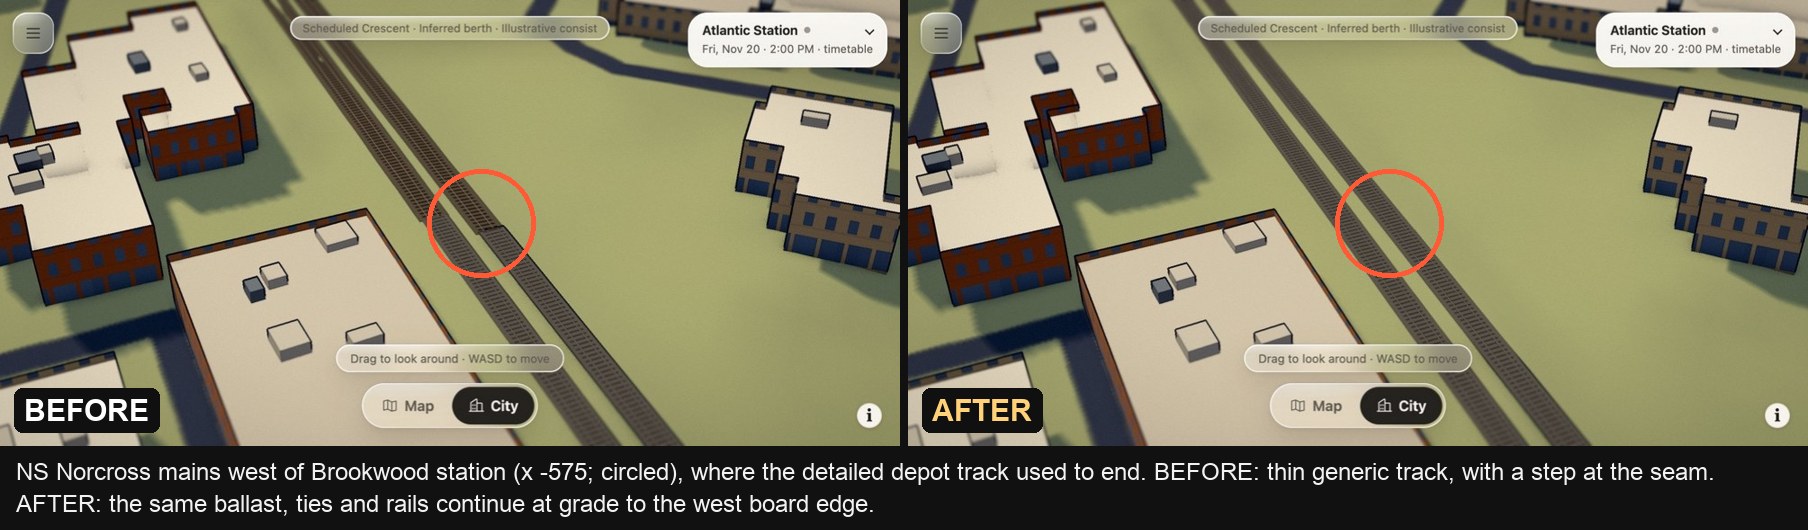 Scheduled Crescent · Inferred berth · Illustrative consist
Atlantic Station
Fri, Nov 20 · 2:00 PM · timetable
Drag to look around · WASD to move
Map
City
i
BEFORE
Scheduled Crescent · Inferred berth · Illustrative consist
Atlantic Station
Fri, Nov 20 · 2:00 PM · timetable
Drag to look around · WASD to move
Map
City
i
AFTER
NS Norcross mains west of Brookwood station (x -575; circled), where the detailed depot track used to end. BEFORE: thin generic track, with a step at the seam.
AFTER: the same ballast, ties and rails continue at grade to the west board edge.